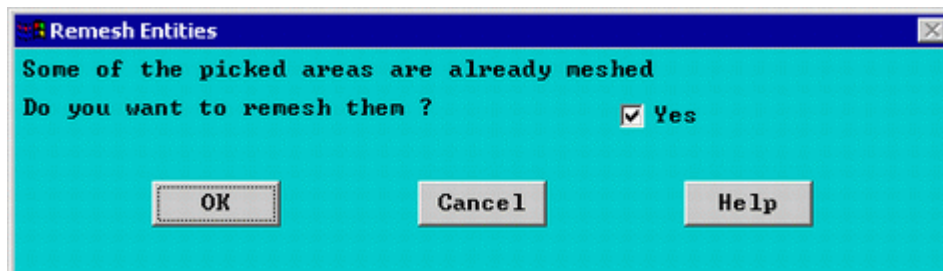 Remesh Entities
Some of the picked areas are already meshed
Do you want to remesh them ? Yes
OK Cancel Help